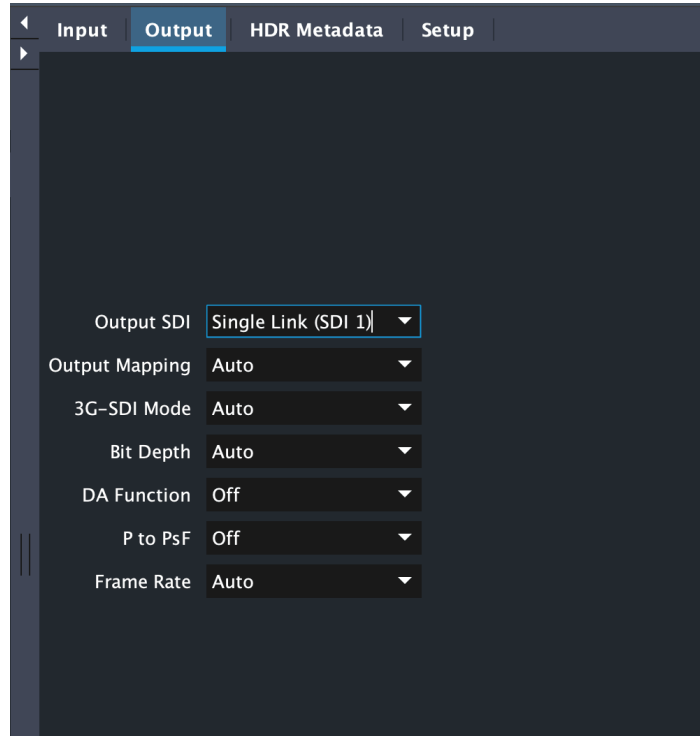 Input Output HDR Metadata Setup
Output SDI Single Link (SDI 1)
Output Mapping Auto
3G-SDI Mode Auto
Bit Depth Auto
DA Function Off
P to PsF Off
Frame Rate Auto